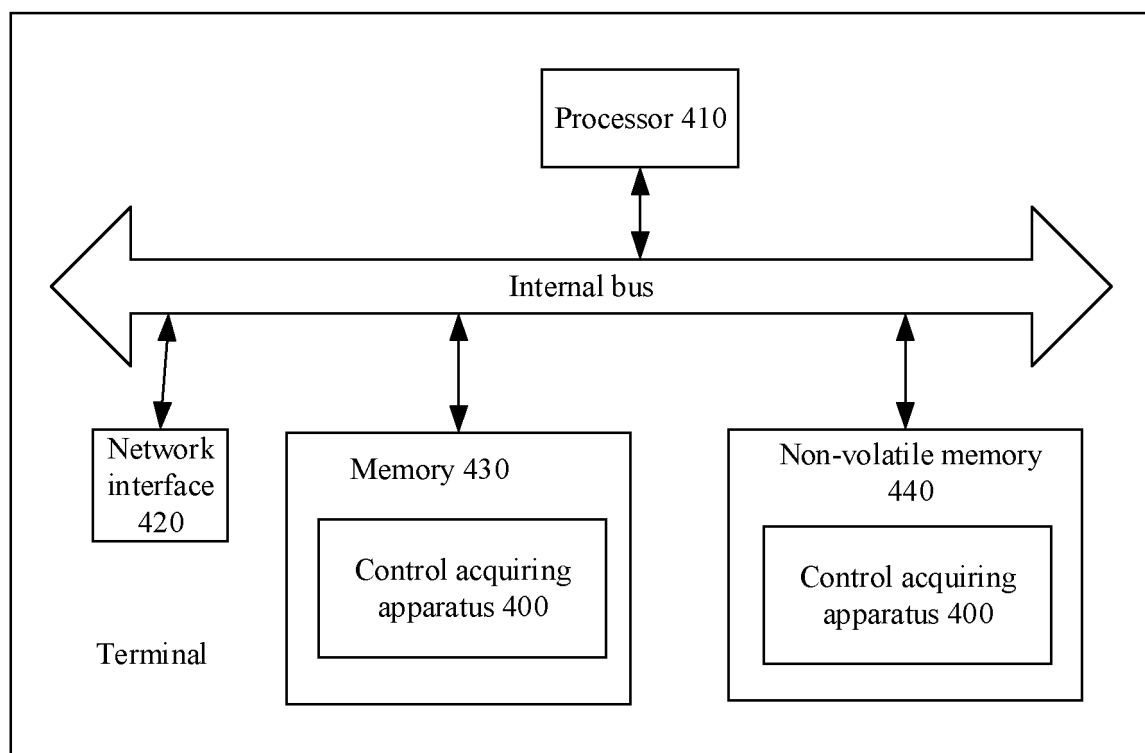 Processor 410
Internal bus
Network
interface
420
Memory 430
Control acquiring
apparatus 400
Non-volatile memory
440
Control acquiring
apparatus 400
Terminal